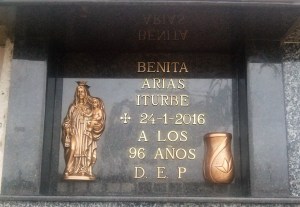 BENITA
ARIAS
ITURBE
✝ 24-1-2016
A LOS
96 AÑOS
D E P